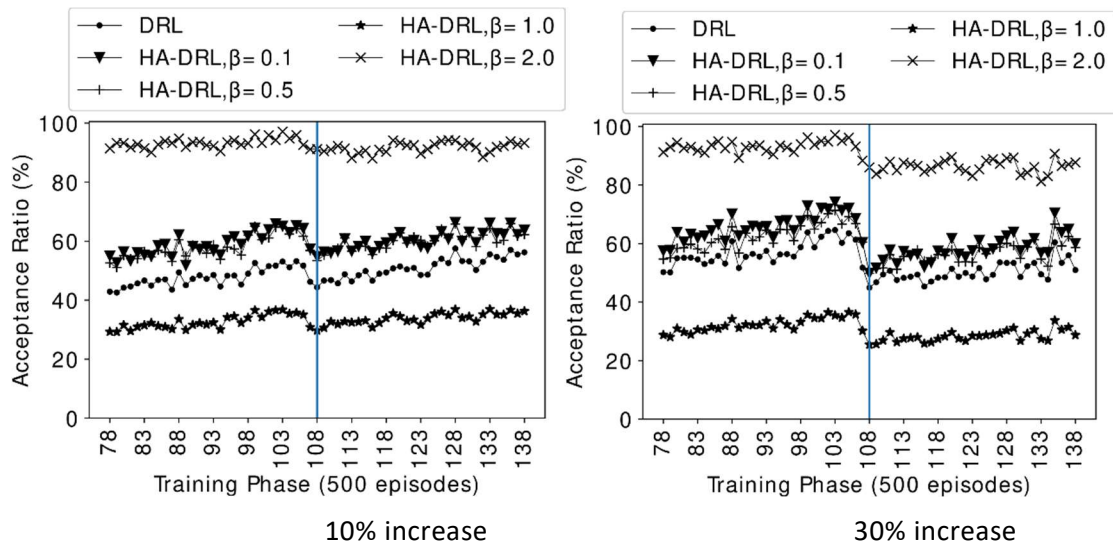 DRL
HA-DRL,β= 0.1
HA-DRL,β= 0.5
HA-DRL,β= 1.0
HA-DRL,β= 2.0
Acceptance Ratio (%)
100
80
60
40
20
0
78 83 88 93 98 103 108 113 118 123 128 133 138
Training Phase (500 episodes)
10% increase
DRL
HA-DRL,β= 0.1
HA-DRL,β= 0.5
HA-DRL,β= 1.0
HA-DRL,β= 2.0
Acceptance Ratio (%)
100
80
60
40
20
0
78 83 88 93 98 103 108 113 118 123 128 133 138
Training Phase (500 episodes)
30% increase